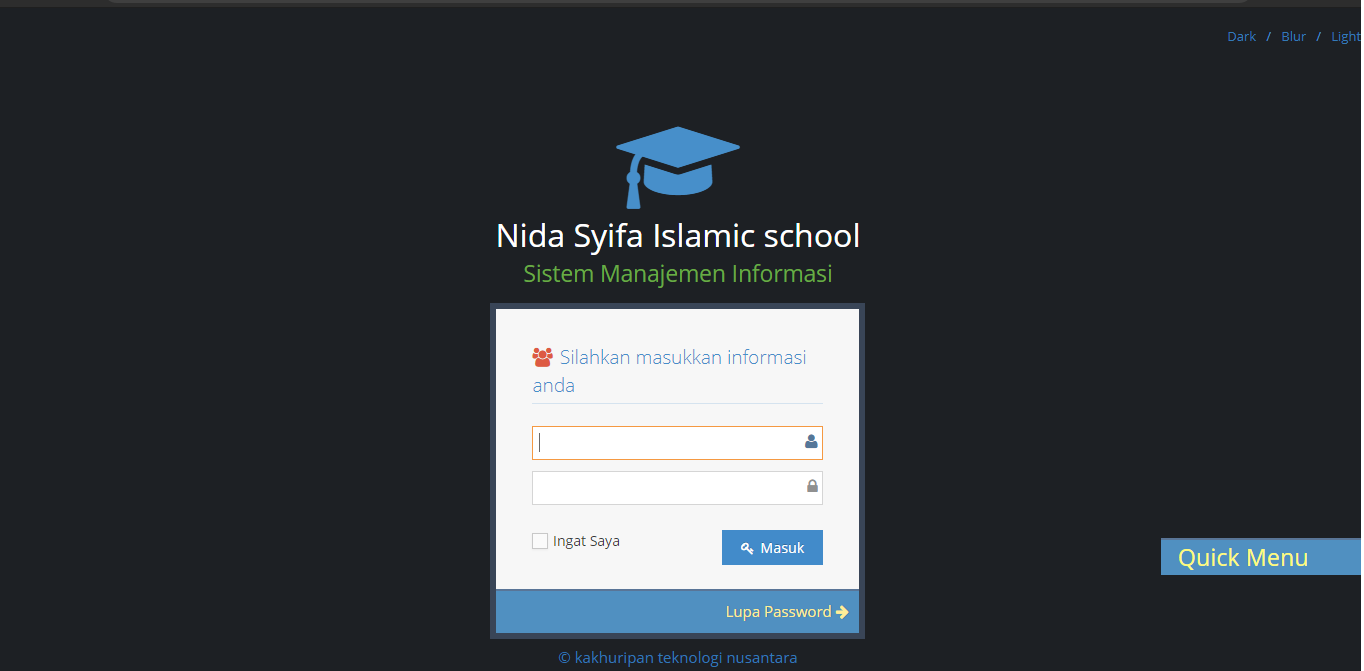 Dark / Blur / Light
Nida Syifa Islamic school
Sistem Manajemen Informasi
Silahkan masukkan informasi
anda
Ingat Saya
Masuk
Quick Menu
Lupa Password
© kakhuripan teknologi nusantara